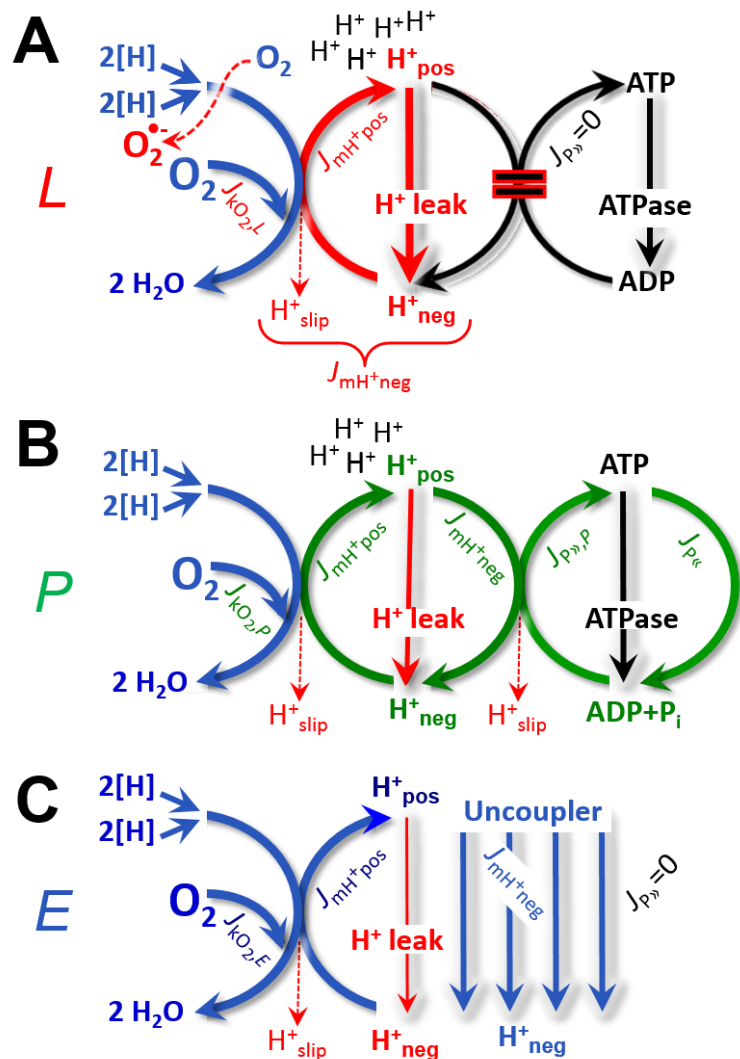 A
H⁺ H⁺ H⁺
H⁺ H⁺
2[H]
O₂
H⁺pos
2[H]
ATP
O₂•-
JmH⁺pos
JP»=0
L
O₂
JkO₂,L
H⁺ leak
ATPase
2 H₂O
H⁺slip
H⁺neg
ADP
JmH⁺neg
B
H⁺ H⁺
H⁺ H⁺
H⁺pos
2[H]
2[H]
ATP
JmH⁺pos
JmH⁺neg
JP»,P
JP«
P
O₂
JkO₂,P
H⁺ leak
ATPase
2 H₂O
H⁺slip
H⁺neg
H⁺slip
ADP+Pi
C
2[H]
H⁺pos
2[H]
Uncoupler
JmH⁺pos
JmH⁺neg
JP»=0
E
O₂
JkO₂,E
H⁺ leak
2 H₂O
H⁺slip
H⁺neg
H⁺neg